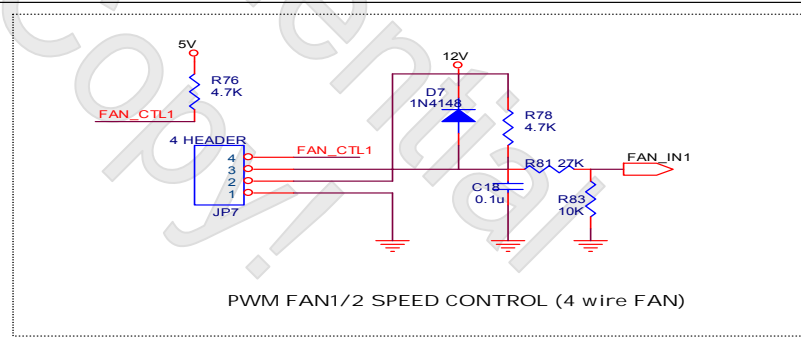 5V
R76
4.7K
FAN_CTL1
4 HEADER
4
3
2
1
JP7
FAN_CTL1
12V
D7
1N4148
R78
4.7K
R81 27K
FAN_IN1
C18
0.1u
R83
10K
PWM FAN1/2 SPEED CONTROL (4 wire FAN)
Copy!